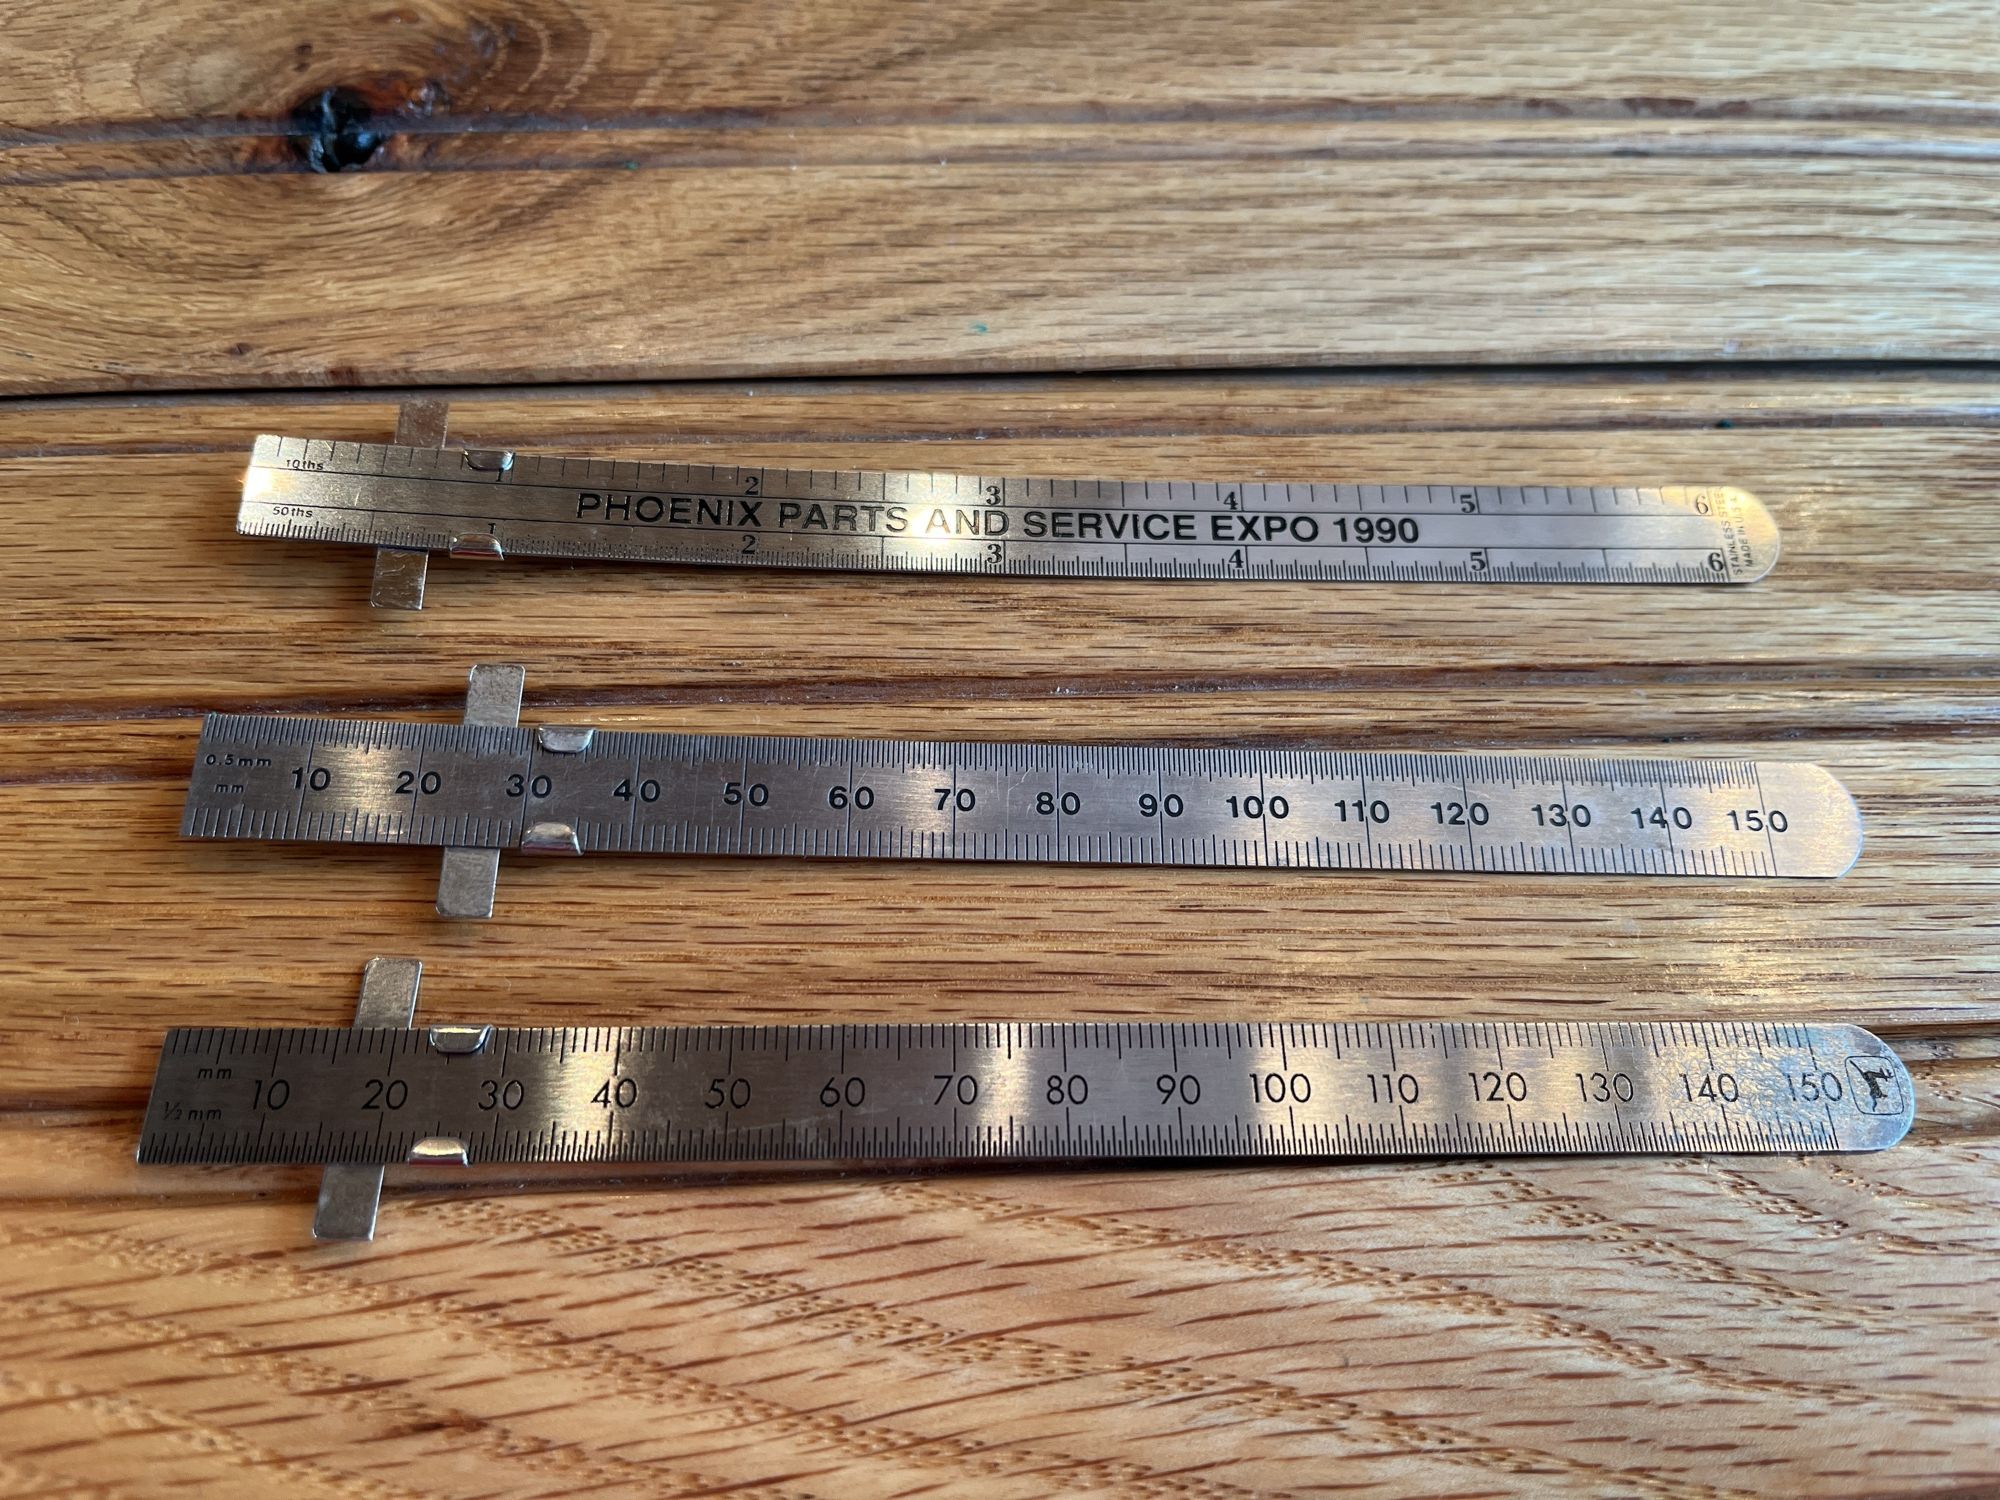 10ths
1 2 3 4 5 6
PHOENIX PARTS AND SERVICE EXPO 1990
50ths
1 2 3 4 5 6
STAINLESS STEEL
MADE IN U.S.A.
0.5mm
mm
10 20 30 40 50 60 70 80 90 100 110 120 130 140 150
mm
1/2 mm
10 20 30 40 50 60 70 80 90 100 110 120 130 140 150